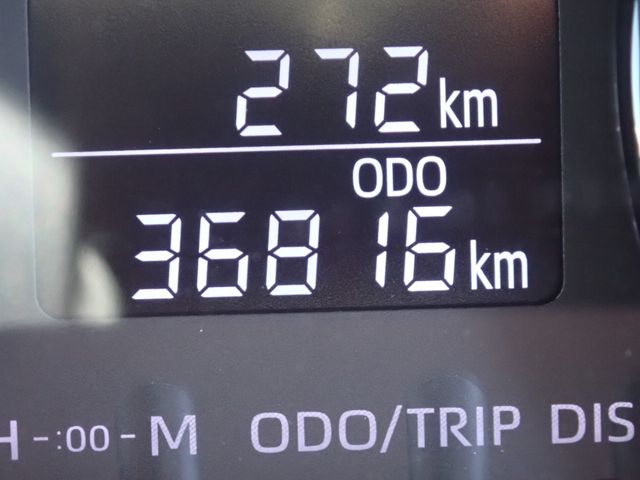 272 km
ODO
36816 km
H -:00- M ODO/TRIP DIS